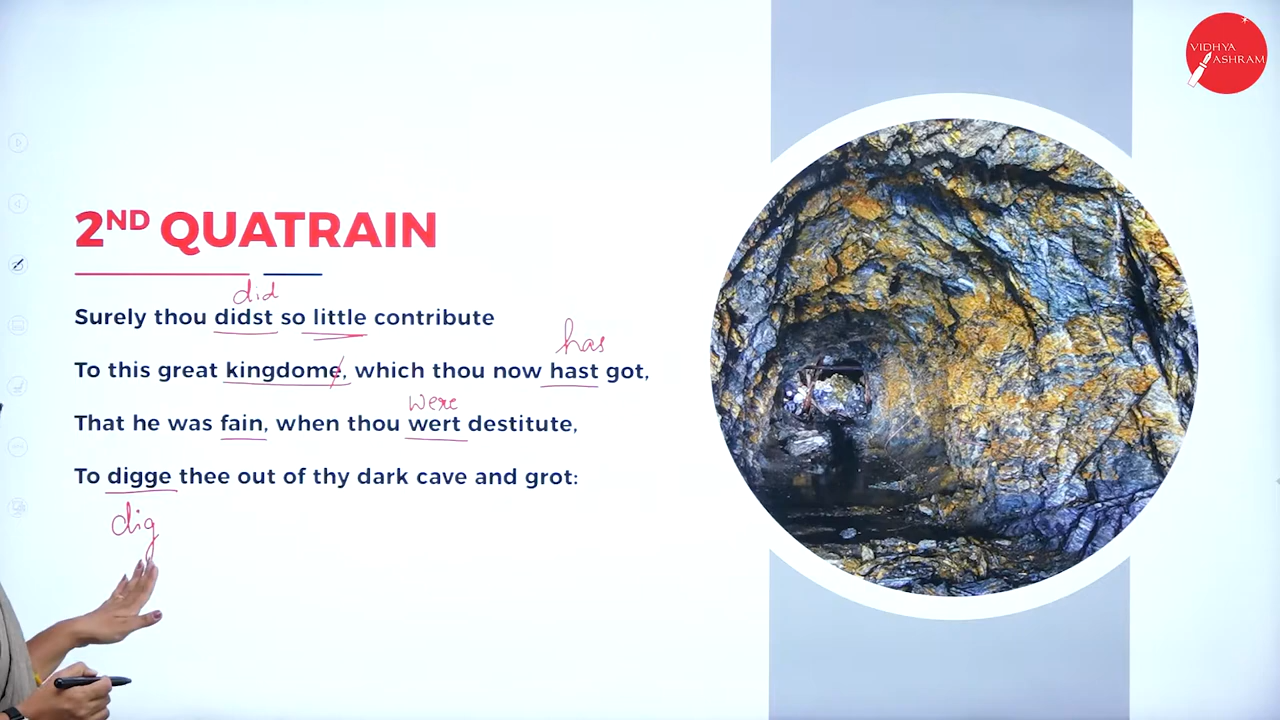 VIDHYA
ASHRAM
2ND QUATRAIN
did
Surely thou didst so little contribute
has
To this great kingdome, which thou now hast got,
were
That he was fain, when thou wert destitute,
To digge thee out of thy dark cave and grot:
dig